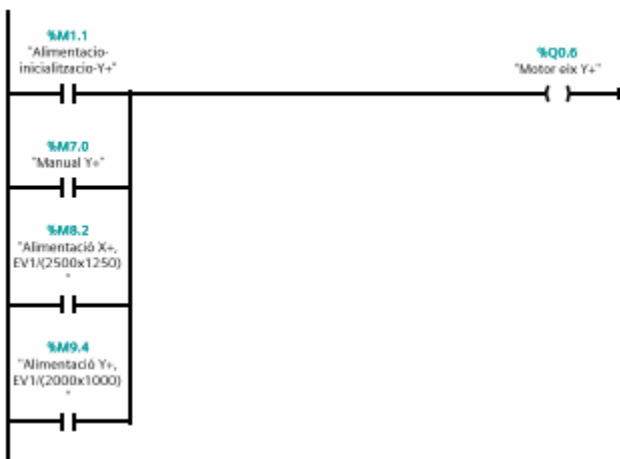 %M1.1
"Alimentacio-
inicialitzacio-Y+"
%Q0.6
"Motor eix Y+"
%M7.0
"Manual Y+"
%M8.2
"Alimentació X+,
EV1/(2500x1250)
"
%M9.4
"Alimentació Y+,
EV1/(2000x1000)
"